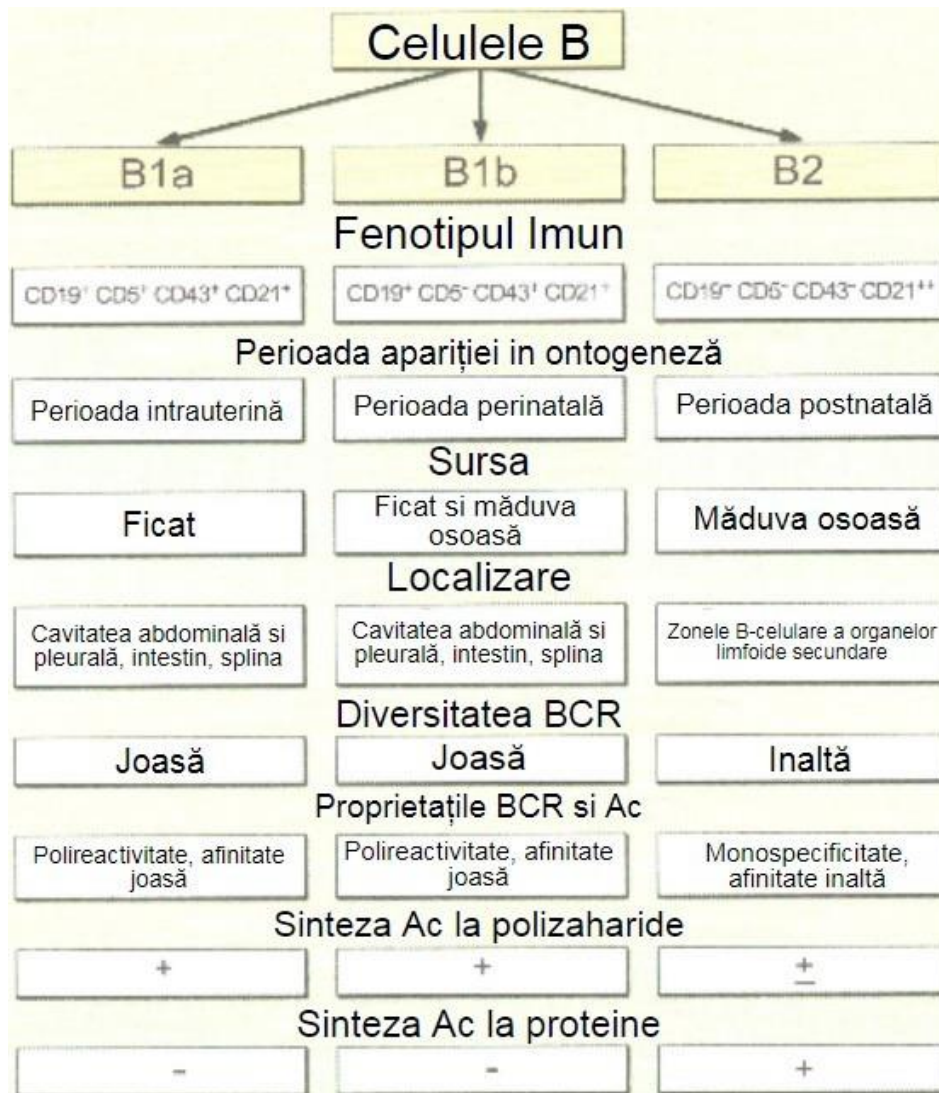 Celulele B
B1a B1b B2
Fenotipul Imun
CD19⁺ CD5⁺ CD43⁺ CD21⁺ CD19⁺ CD5⁻ CD43⁺ CD21⁺ CD19⁺ CD5⁻ CD43⁻ CD21⁺⁺
Perioada apariției in ontogeneză
Perioada intrauterină Perioada perinatală Perioada postnatală
Sursa
Ficat Ficat si măduva osoasă Măduva osoasă
Localizare
Cavitatea abdominală si
pleurală, intestin, splina
Cavitatea abdominală si
pleurală, intestin, splina
Zonele B-celulare a organelor
limfoide secundare
Diversitatea BCR
Joasă Joasă Inaltă
Proprietațile BCR si Ac
Polireactivitate, afinitate
joasă
Polireactivitate, afinitate
joasă
Monospecificitate,
afinitate inaltă
Sinteza Ac la polizaharide
+ + ±
Sinteza Ac la proteine
- - +